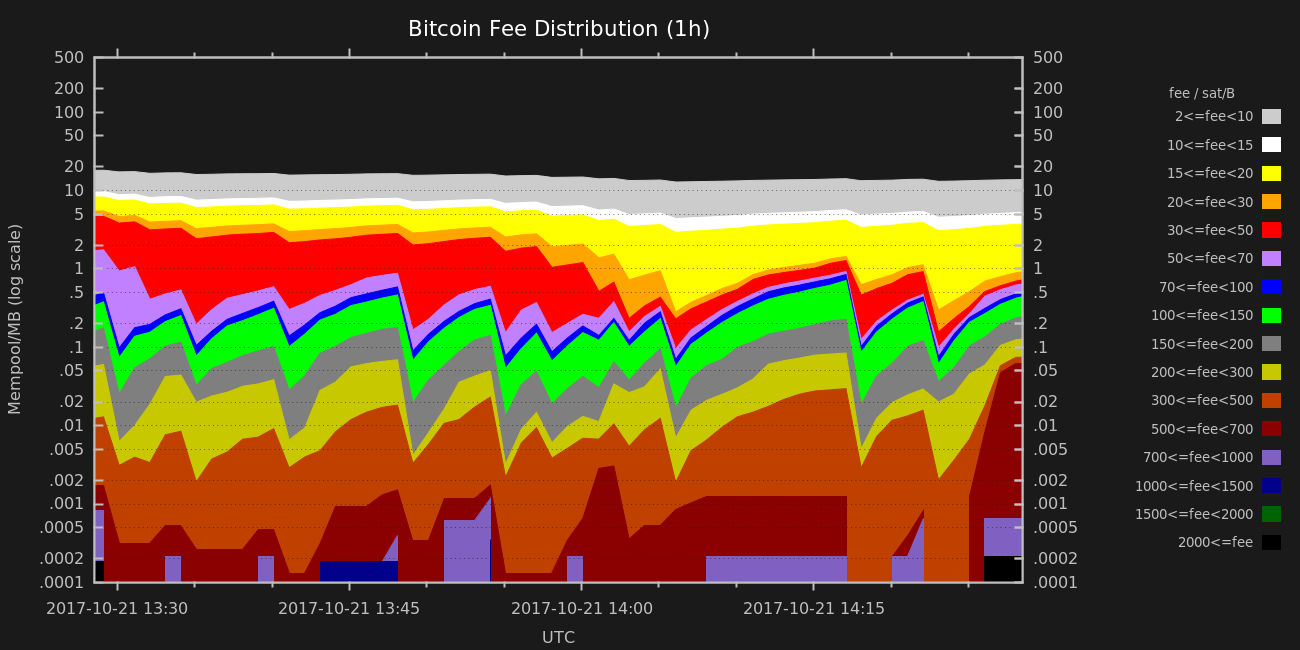 Bitcoin Fee Distribution (1h)
500 500
200 200
100 100
50 50
20 20
10 10
5 5
2 2
1 1
.5 .5
.2 .2
.1 .1
.05 .05
.02 .02
.01 .01
.005 .005
.002 .002
.001 .001
.0005 .0005
.0002 .0002
.0001 .0001
Mempool/MB (log scale)
2017-10-21 13:30 2017-10-21 13:45 2017-10-21 14:00 2017-10-21 14:15
UTC
fee / sat/B
2<=fee<10
10<=fee<15
15<=fee<20
20<=fee<30
30<=fee<50
50<=fee<70
70<=fee<100
100<=fee<150
150<=fee<200
200<=fee<300
300<=fee<500
500<=fee<700
700<=fee<1000
1000<=fee<1500
1500<=fee<2000
2000<=fee